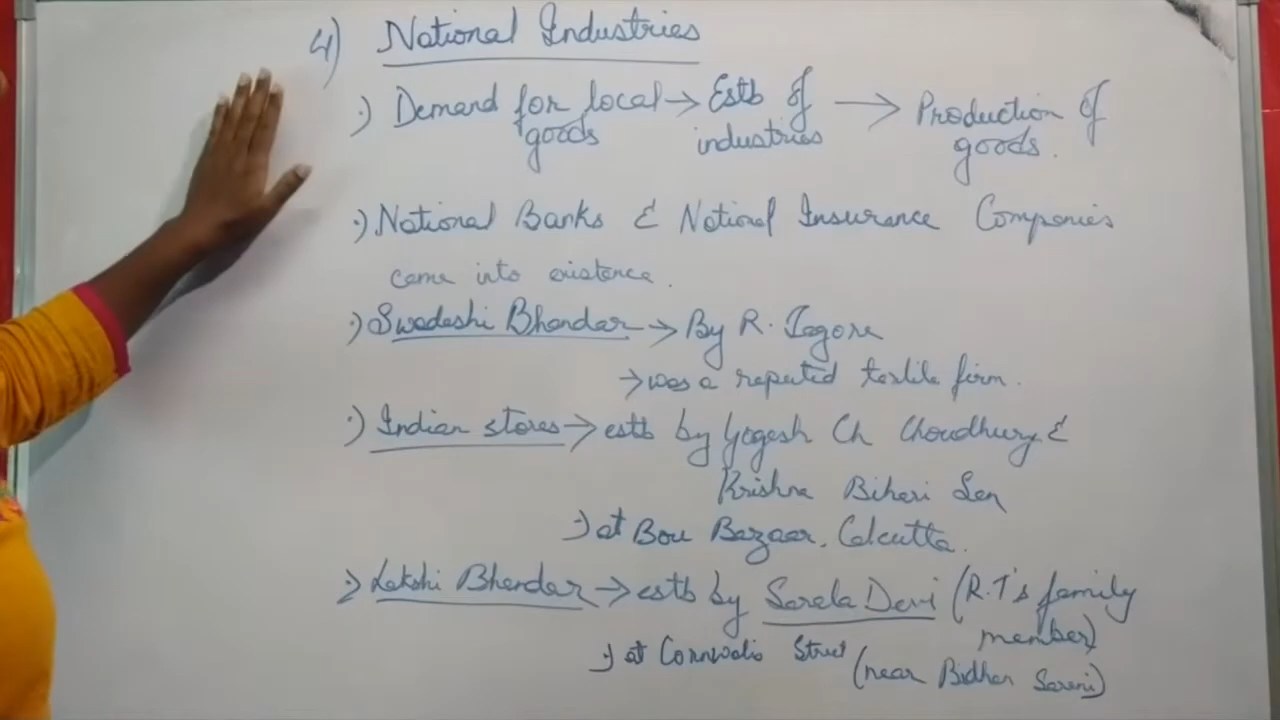 4) National Industries
·) Demand for local goods → Estb of industries → Production of goods.
·) National Banks & National Insurance Companies
came into existence.
·) Swadeshi Bhandar → By R. Tagore
→ was a reputed textile firm.
·) Indian stores → estb by Yogesh Ch Choudhury &
Krishna Bihari Sen
·) at Bou Bazaar, Calcutta.
·) Lakshi Bhandar → estb by Sarala Devi (R.T's family member)
·) at Cornwalis Street (near Bidhan Sarani)